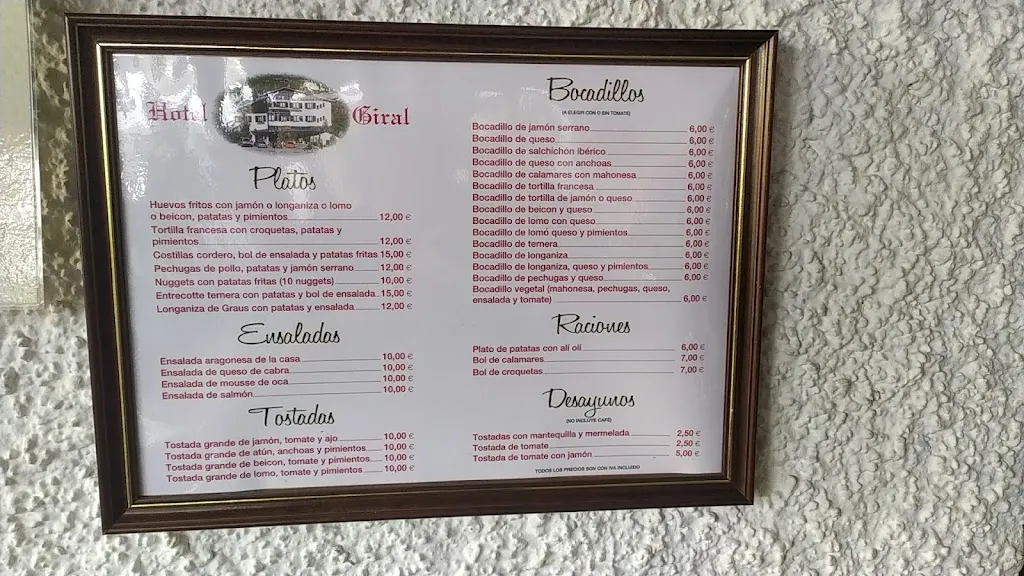 Hotel Giral
Platos
Huevos fritos con jamón o longaniza o lomo
o beicon, patatas y pimientos 12,00 €
Tortilla francesa con croquetas, patatas y
pimientos 12,00 €
Costillas cordero, bol de ensalada y patatas fritas 15,00 €
Pechugas de pollo, patatas y jamón serrano 12,00 €
Nuggets con patatas fritas (10 nuggets) 10,00 €
Entrecotte ternera con patatas y bol de ensalada 15,00 €
Longaniza de Graus con patatas y ensalada 12,00 €
Ensaladas
Ensalada aragonesa de la casa 10,00 €
Ensalada de queso de cabra 10,00 €
Ensalada de mousse de oca 10,00 €
Ensalada de salmón 10,00 €
Tostadas
Tostada grande de jamón, tomate y ajo 10,00 €
Tostada grande de atún, anchoas y pimientos 10,00 €
Tostada grande de beicon, tomate y pimientos 10,00 €
Tostada grande de lomo, tomate y pimientos 10,00 €
Bocadillos
(A ELEGIR CON O SIN TOMATE)
Bocadillo de jamón serrano 6,00 €
Bocadillo de queso 6,00 €
Bocadillo de salchichón ibérico 6,00 €
Bocadillo de queso con anchoas 6,00 €
Bocadillo de calamares con mahonesa 6,00 €
Bocadillo de tortilla francesa 6,00 €
Bocadillo de tortilla de jamón o queso 6,00 €
Bocadillo de beicon y queso 6,00 €
Bocadillo de lomo con queso 6,00 €
Bocadillo de lomo queso y pimientos 6,00 €
Bocadillo de ternera 6,00 €
Bocadillo de longaniza 6,00 €
Bocadillo de longaniza, queso y pimientos 6,00 €
Bocadillo de pechugas y queso 6,00 €
Bocadillo vegetal (mahonesa, pechugas, queso,
ensalada y tomate) 6,00 €
Raciones
Plato de patatas con alí olí 6,00 €
Bol de calamares 7,00 €
Bol de croquetas 7,00 €
Desayunos
(NO INCLUYE CAFÉ)
Tostadas con mantequilla y mermelada 2,50 €
Tostada de tomate 2,50 €
Tostada de tomate con jamón 5,00 €
TODOS LOS PRECIOS SON CON IVA INCLUIDO